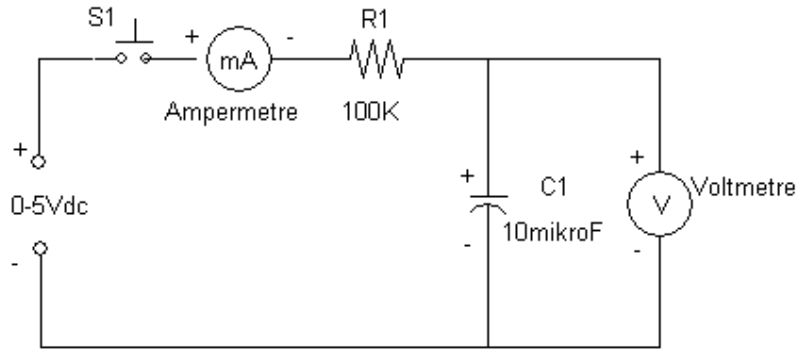 S1
R1
+
-
mA
Ampermetre
100K
+
0-5Vdc
-
+
C1
10mikroF
-
+
V
Voltmetre
-